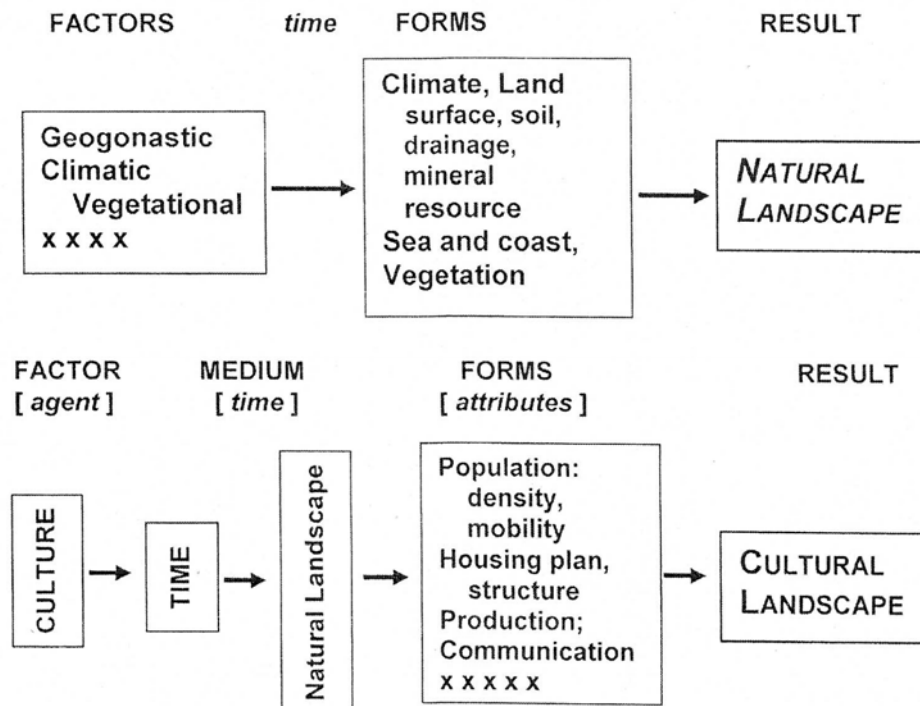 FACTORS time FORMS RESULT
Geogonastic
Climatic
Vegetational
x x x x
Climate, Land
surface, soil,
drainage,
mineral
resource
Sea and coast,
Vegetation
NATURAL
LANDSCAPE
FACTOR MEDIUM FORMS RESULT
[ agent ] [ time ] [ attributes ]
CULTURE
TIME
Natural Landscape
Population:
density,
mobility
Housing plan,
structure
Production;
Communication
x x x x x
CULTURAL
LANDSCAPE